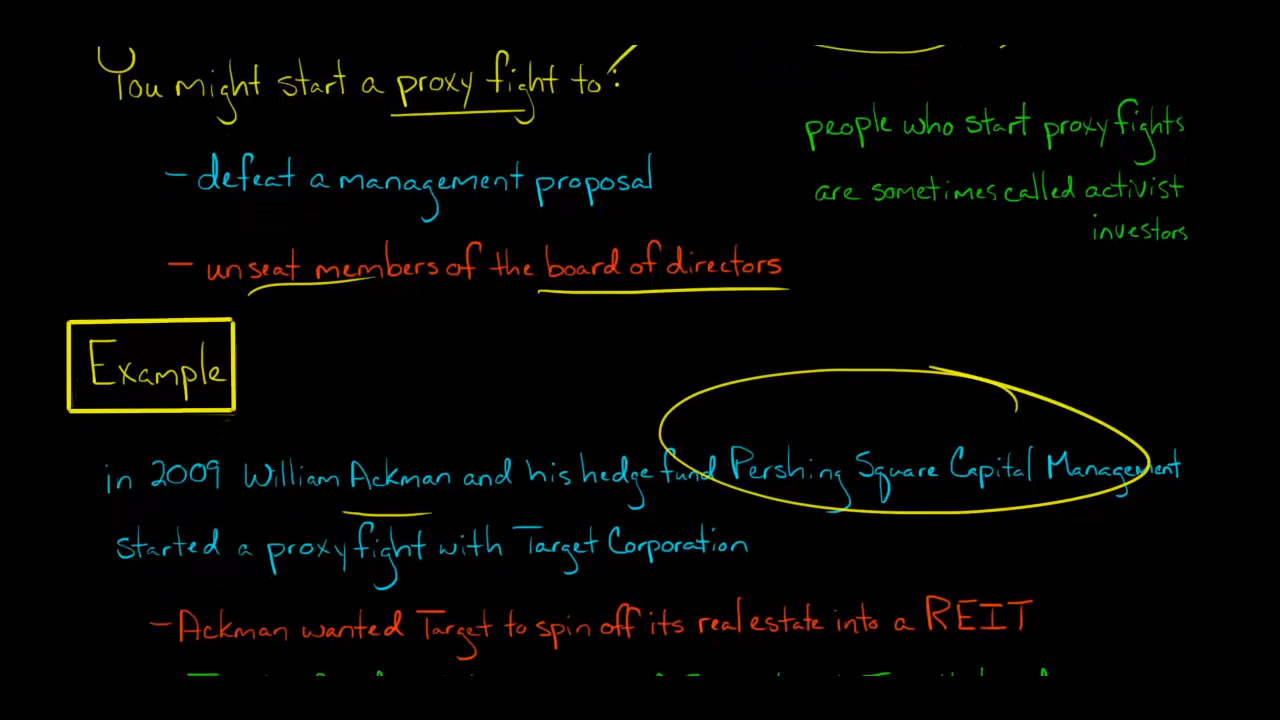 You might start a proxy fight to:
people who start proxy fights
are sometimes called activist
investors
- defeat a management proposal
- unseat members of the board of directors
Example
in 2009 William Ackman and his hedge fund Pershing Square Capital Management
started a proxy fight with Target Corporation
- Ackman wanted Target to spin off its real estate into a REIT